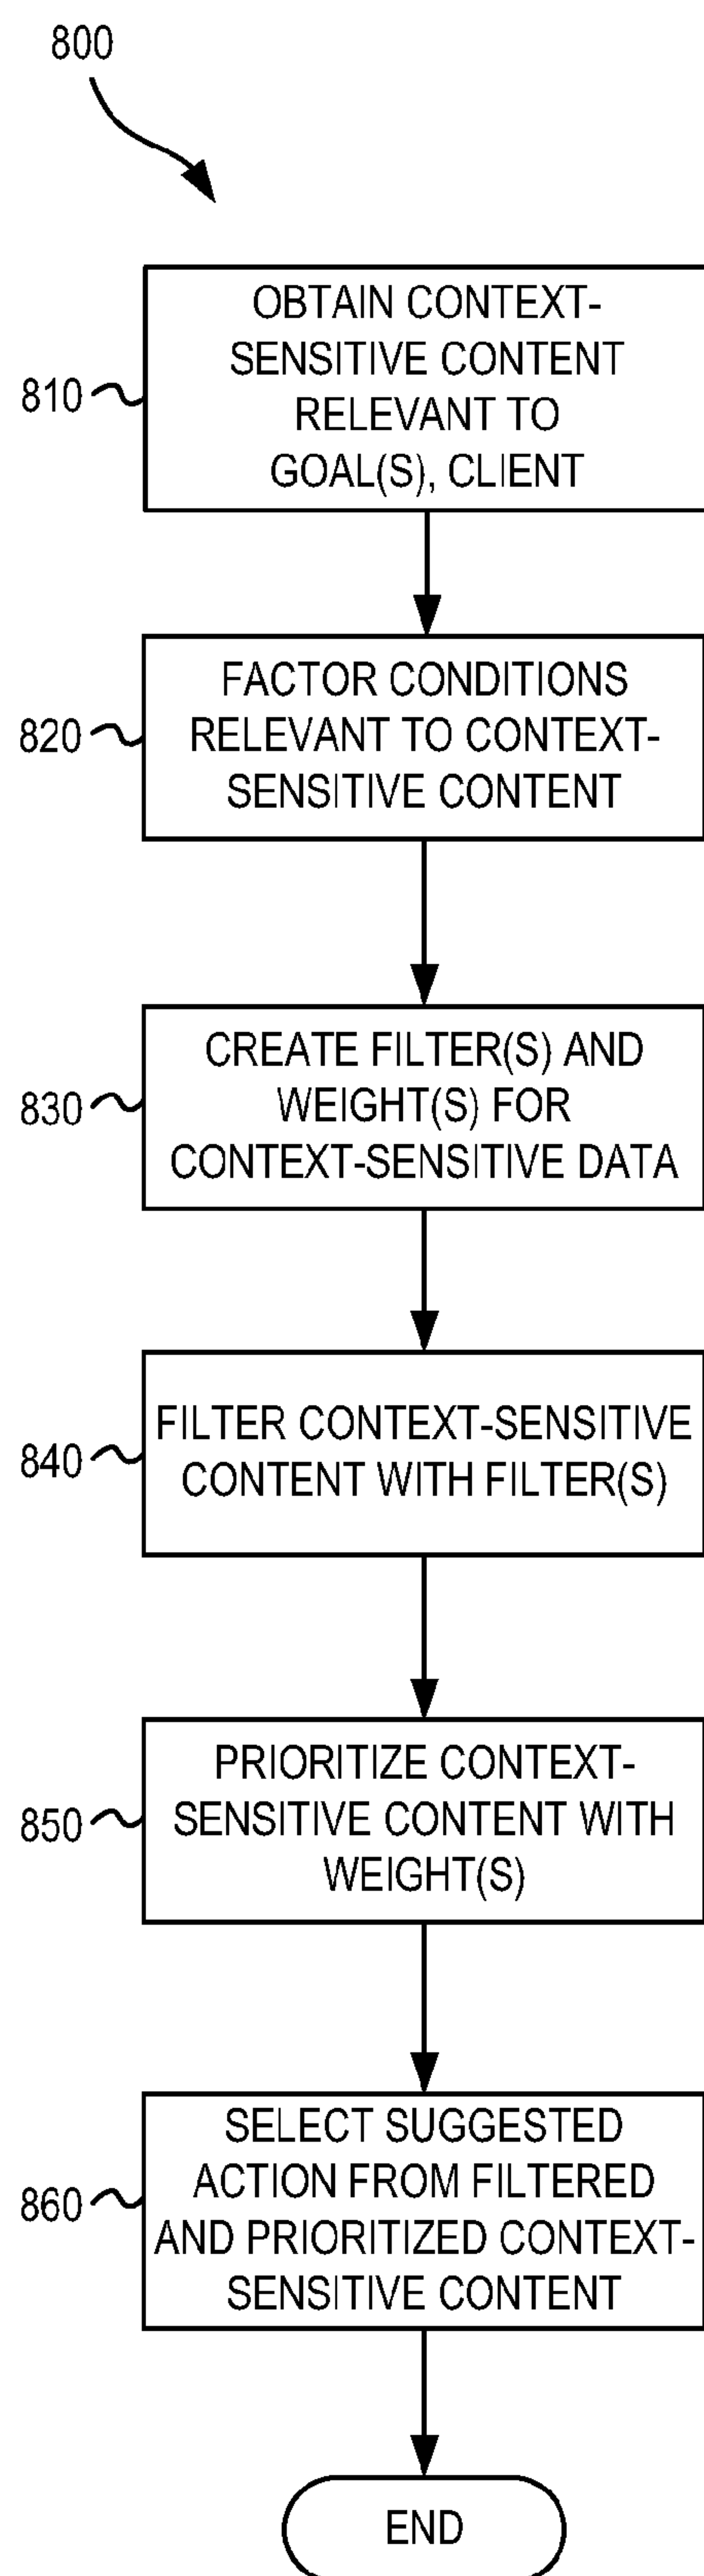 800
OBTAIN CONTEXT-
SENSITIVE CONTENT
RELEVANT TO
GOAL(S), CLIENT
810
FACTOR CONDITIONS
RELEVANT TO CONTEXT-
SENSITIVE CONTENT
820
CREATE FILTER(S) AND
WEIGHT(S) FOR
CONTEXT-SENSITIVE DATA
830
FILTER CONTEXT-SENSITIVE
CONTENT WITH FILTER(S)
840
PRIORITIZE CONTEXT-
SENSITIVE CONTENT WITH
WEIGHT(S)
850
SELECT SUGGESTED
ACTION FROM FILTERED
AND PRIORITIZED CONTEXT-
SENSITIVE CONTENT
860
END